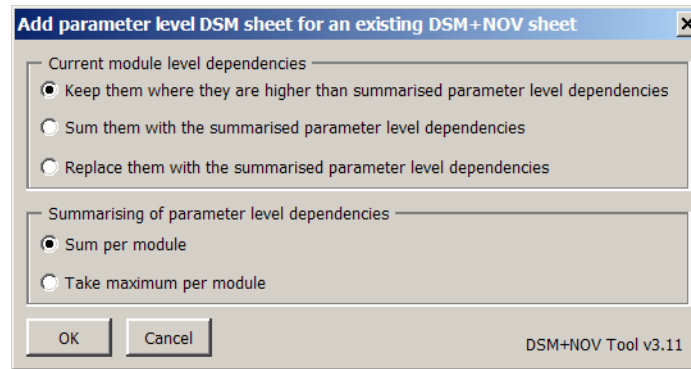 Add parameter level DSM sheet for an existing DSM+NOV sheet
Current module level dependencies
Keep them where they are higher than summarised parameter level dependencies
Sum them with the summarised parameter level dependencies
Replace them with the summarised parameter level dependencies
Summarising of parameter level dependencies
Sum per module
Take maximum per module
OK Cancel
DSM+NOV Tool v3.11